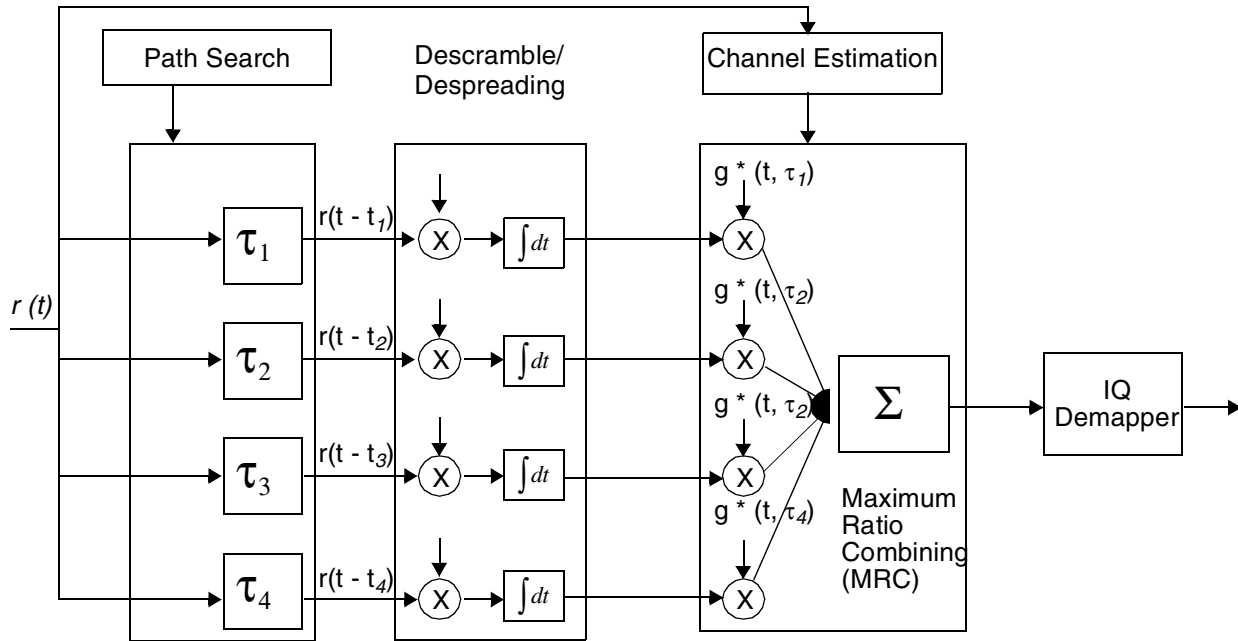 Path Search
Descramble/
Despreading
Channel Estimation
g * (t, τ1)
τ1
r(t - t1)
X
∫dt
X
r (t)
g * (t, τ2)
τ2
r(t - t2)
X
∫dt
X
Σ
IQ
Demapper
g * (t, τ2)
τ3
r(t - t3)
X
∫dt
X
g * (t, τ4)
Maximum
Ratio
Combining
(MRC)
τ4
r(t - t4)
X
∫dt
X